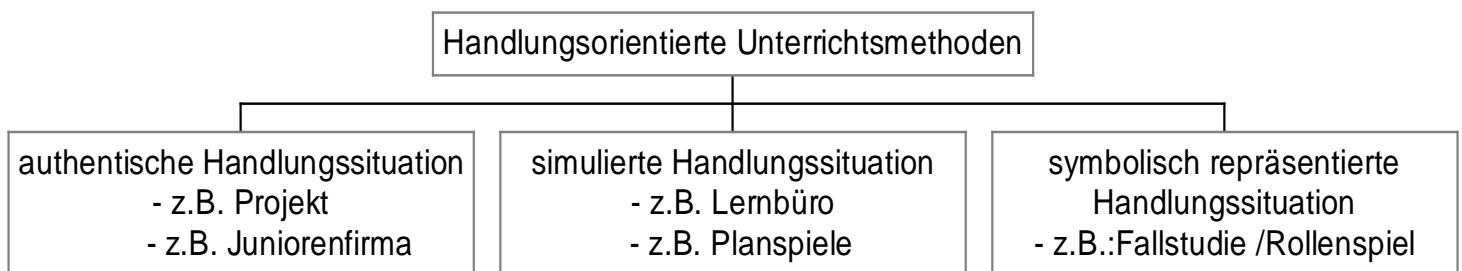 Handlungsorientierte Unterrichtsmethoden
authentische Handlungssituation
- z.B. Projekt
- z.B. Juniorenfirma
simulierte Handlungssituation
- z.B. Lernbüro
- z.B. Planspiele
symbolisch repräsentierte
Handlungssituation
- z.B.:Fallstudie /Rollenspiel